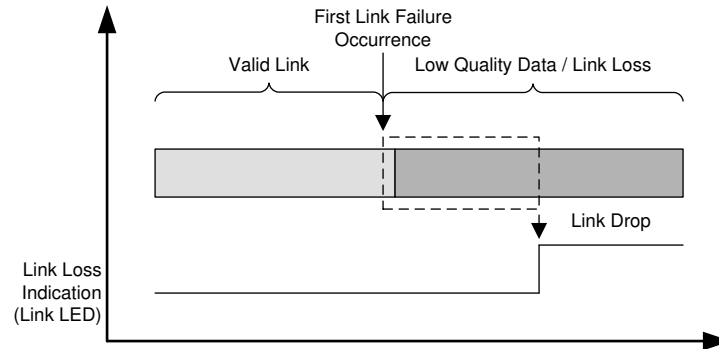 First Link Failure
Occurrence
Valid Link
Low Quality Data / Link Loss
Link Drop
Link Loss
Indication
(Link LED)